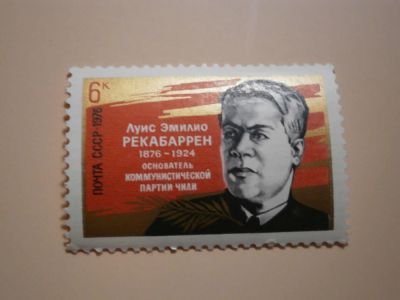 6к
Луис Эмилио
РЕКАБАРРЕН
1876-1924
ОСНОВАТЕЛЬ
КОММУНИСТИЧЕСКОЙ
ПАРТИИ ЧИЛИ
ПОЧТА СССР 1976